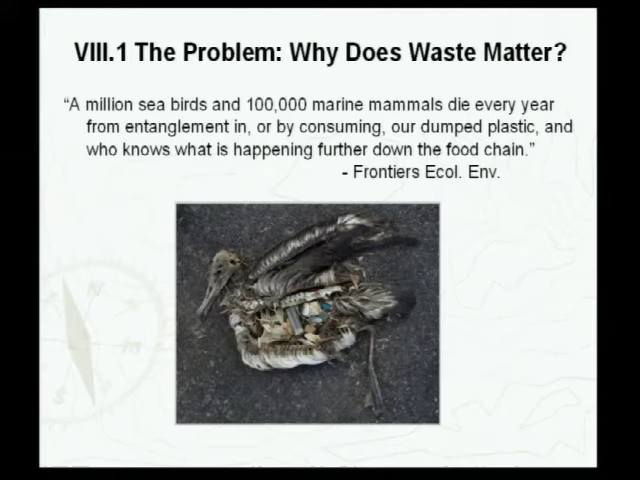 VIII.1 The Problem: Why Does Waste Matter?
“A million sea birds and 100,000 marine mammals die every year
from entanglement in, or by consuming, our dumped plastic, and
who knows what is happening further down the food chain.”
- Frontiers Ecol. Env.
N
S